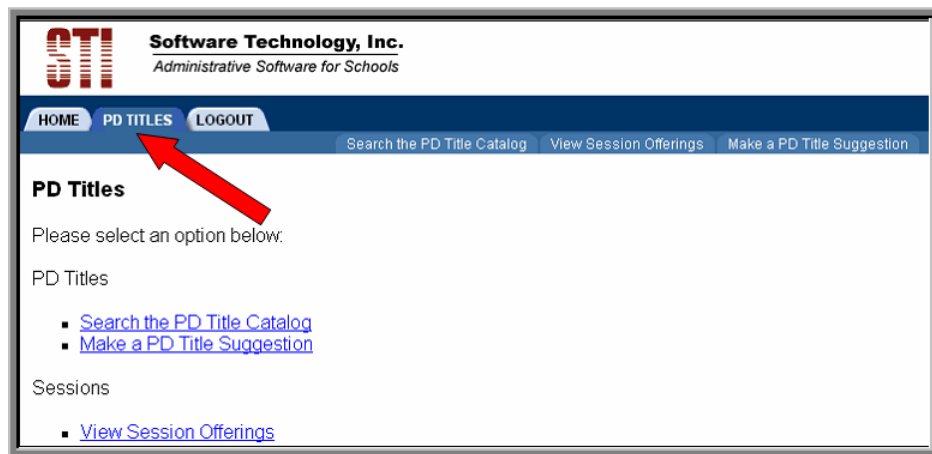 STI
Software Technology, Inc.
Administrative Software for Schools
HOME PD TITLES LOGOUT
Search the PD Title Catalog View Session Offerings Make a PD Title Suggestion
PD Titles
Please select an option below:
PD Titles
Search the PD Title Catalog
Make a PD Title Suggestion
Sessions
View Session Offerings